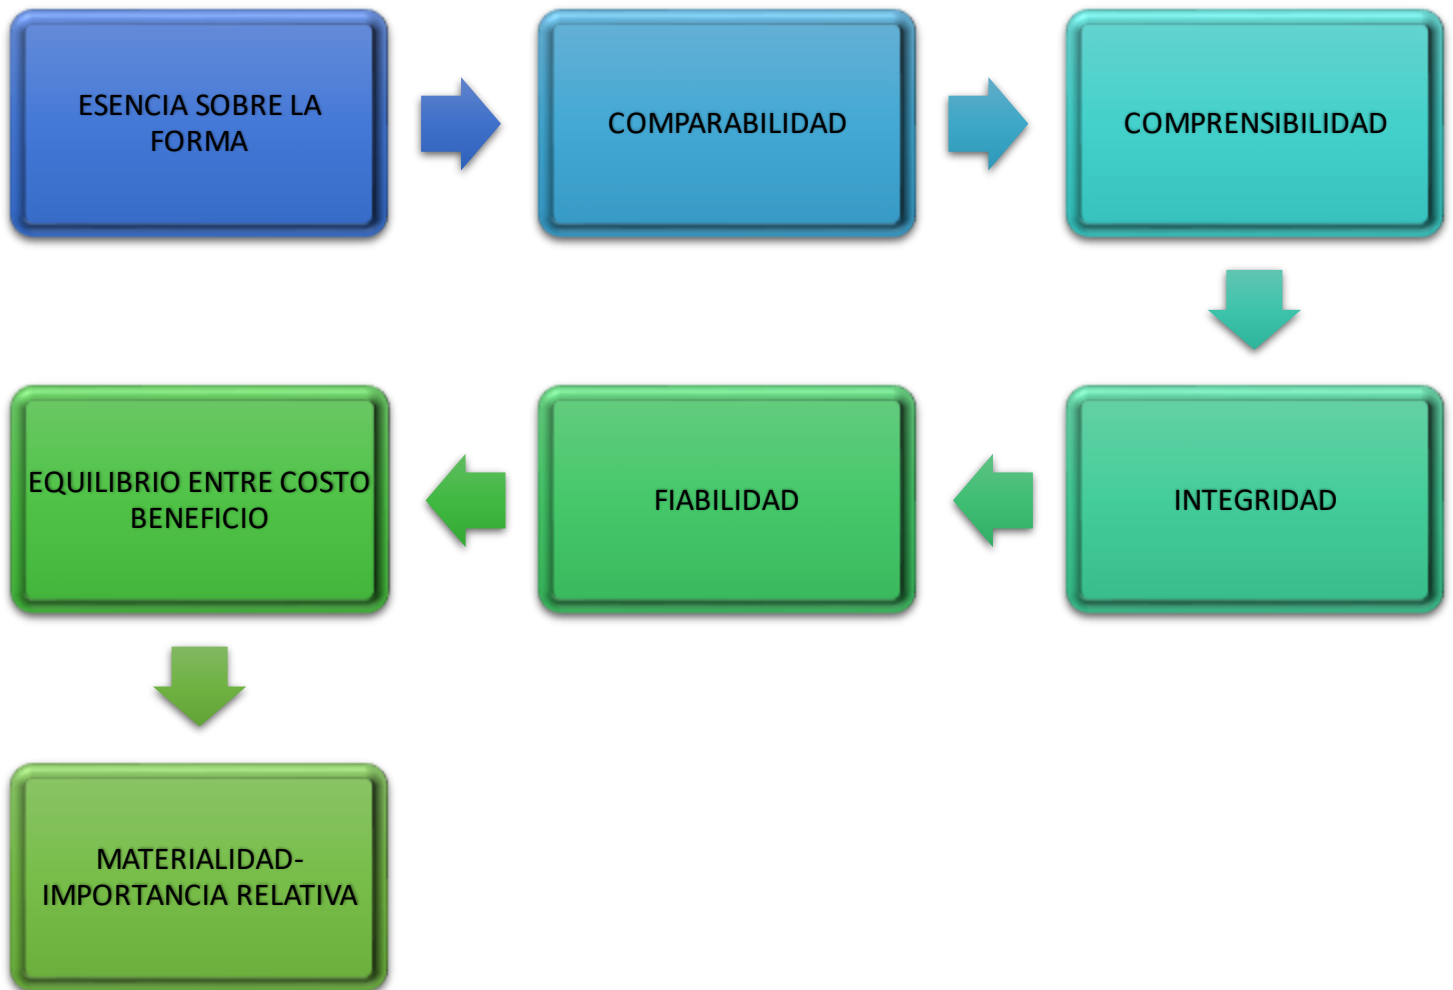 ESENCIA SOBRE LA
FORMA
COMPARABILIDAD
COMPRENSIBILIDAD
INTEGRIDAD
FIABILIDAD
EQUILIBRIO ENTRE COSTO
BENEFICIO
MATERIALIDAD-
IMPORTANCIA RELATIVA